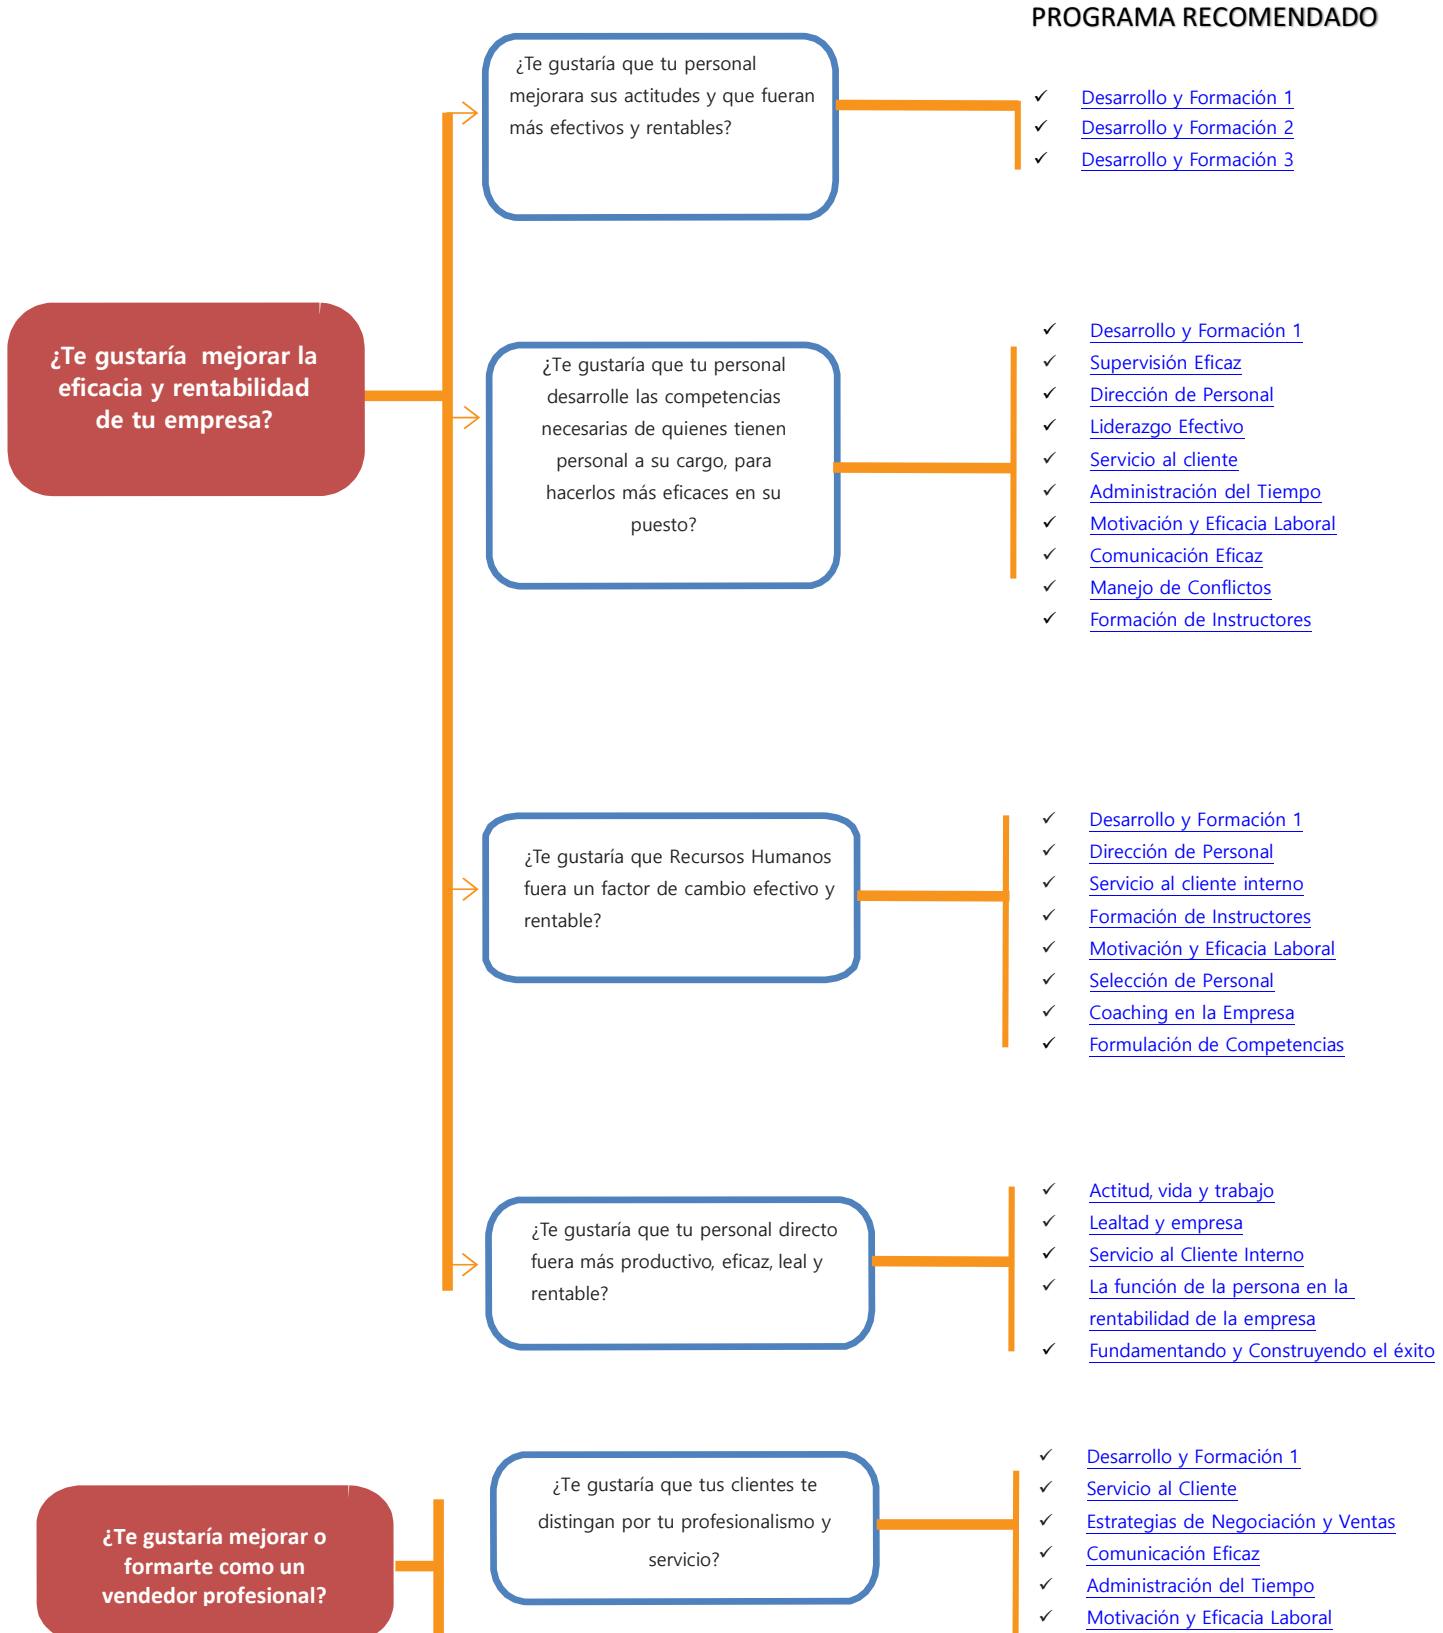 PROGRAMA RECOMENDADO
¿Te gustaría que tu personal
mejorara sus actitudes y que fueran
más efectivos y rentables?
✓ Desarrollo y Formación 1
✓ Desarrollo y Formación 2
✓ Desarrollo y Formación 3
¿Te gustaría mejorar la
eficacia y rentabilidad
de tu empresa?
¿Te gustaría que tu personal
desarrolle las competencias
necesarias de quienes tienen
personal a su cargo, para
hacerlos más eficaces en su
puesto?
✓ Desarrollo y Formación 1
✓ Supervisión Eficaz
✓ Dirección de Personal
✓ Liderazgo Efectivo
✓ Servicio al cliente
✓ Administración del Tiempo
✓ Motivación y Eficacia Laboral
✓ Comunicación Eficaz
✓ Manejo de Conflictos
✓ Formación de Instructores
¿Te gustaría que Recursos Humanos
fuera un factor de cambio efectivo y
rentable?
✓ Desarrollo y Formación 1
✓ Dirección de Personal
✓ Servicio al cliente interno
✓ Formación de Instructores
✓ Motivación y Eficacia Laboral
✓ Selección de Personal
✓ Coaching en la Empresa
✓ Formulación de Competencias
¿Te gustaría que tu personal directo
fuera más productivo, eficaz, leal y
rentable?
✓ Actitud, vida y trabajo
✓ Lealtad y empresa
✓ Servicio al Cliente Interno
✓ La función de la persona en la
rentabilidad de la empresa
✓ Fundamentando y Construyendo el éxito
¿Te gustaría mejorar o
formarte como un
vendedor profesional?
¿Te gustaría que tus clientes te
distingan por tu profesionalismo y
servicio?
✓ Desarrollo y Formación 1
✓ Servicio al Cliente
✓ Estrategias de Negociación y Ventas
✓ Comunicación Eficaz
✓ Administración del Tiempo
✓ Motivación y Eficacia Laboral